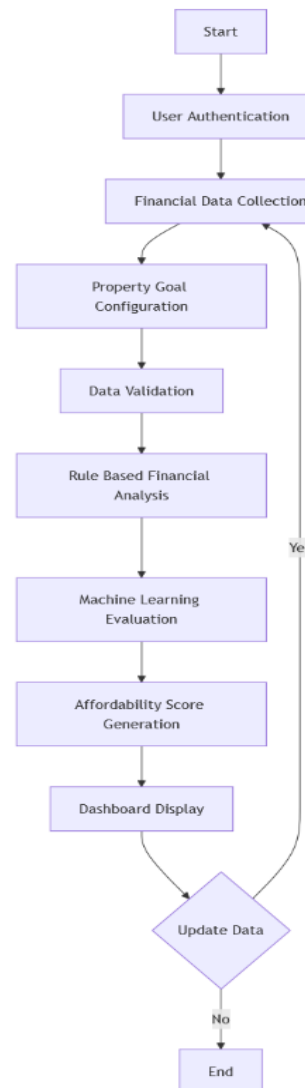 Start
User Authentication
Financial Data Collection
Property Goal
Configuration
Data Validation
Rule Based Financial
Analysis
Machine Learning
Evaluation
Ye
Affordability Score
Generation
Dashboard Display
Update Data
No
End